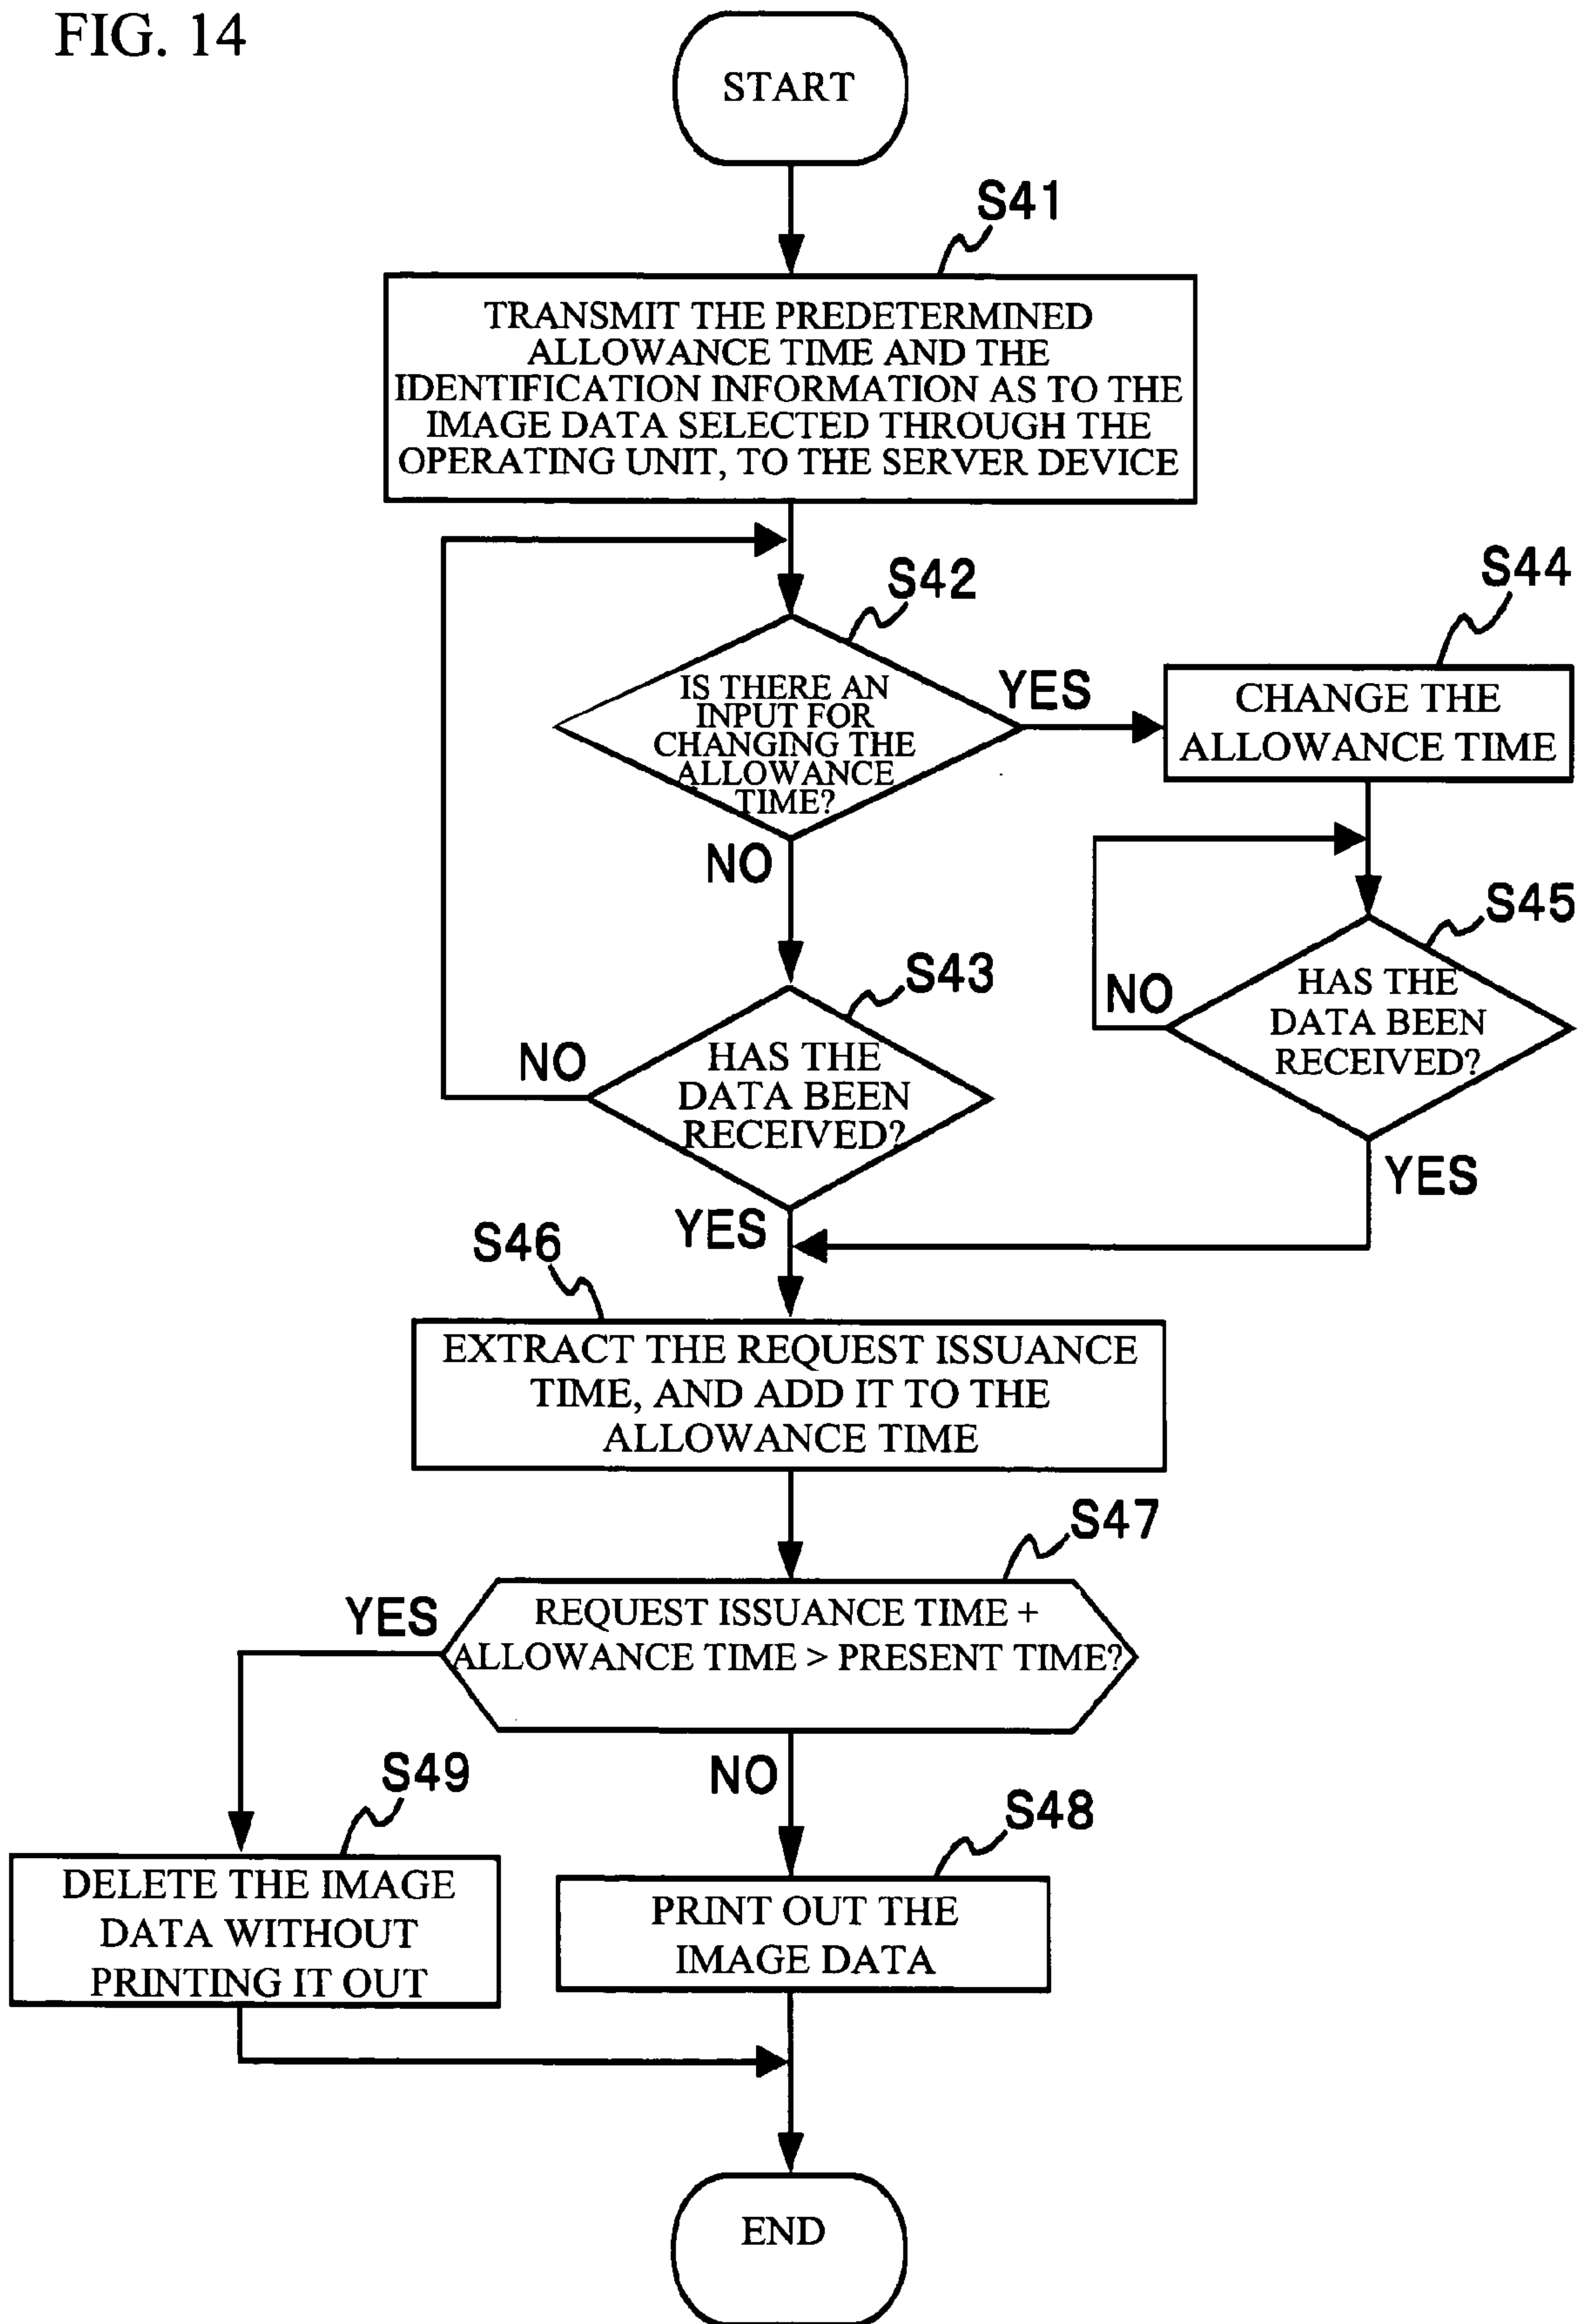 FIG. 14
START
S41
TRANSMIT THE PREDETERMINED
ALLOWANCE TIME AND THE
IDENTIFICATION INFORMATION AS TO THE
IMAGE DATA SELECTED THROUGH THE
OPERATING UNIT, TO THE SERVER DEVICE
S42
IS THERE AN
INPUT FOR
CHANGING THE
ALLOWANCE
TIME?
YES
S44
CHANGE THE
ALLOWANCE TIME
NO
S45
HAS THE
DATA BEEN
RECEIVED?
NO
YES
S43
HAS THE
DATA BEEN
RECEIVED?
NO
YES
S46
EXTRACT THE REQUEST ISSUANCE
TIME, AND ADD IT TO THE
ALLOWANCE TIME
S47
REQUEST ISSUANCE TIME +
ALLOWANCE TIME > PRESENT TIME?
YES
NO
S49
DELETE THE IMAGE
DATA WITHOUT
PRINTING IT OUT
S48
PRINT OUT THE
IMAGE DATA
END